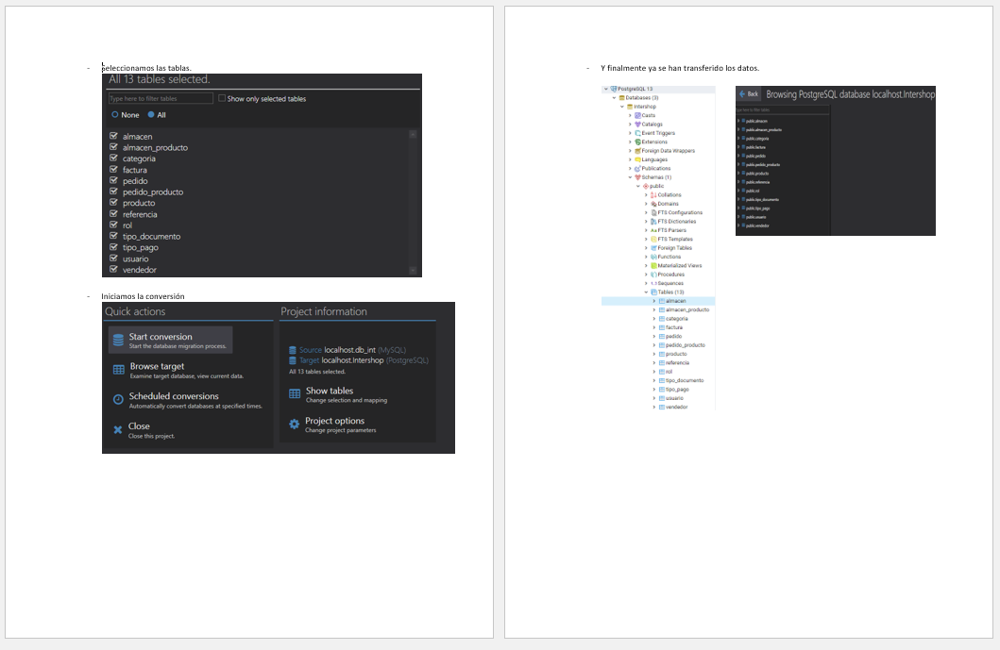 - Seleccionamos las tablas.
All 13 tables selected.
Type here to filter tables
Show only selected tables
None All
almacen
almacen_producto
categoria
factura
pedido
pedido_producto
producto
referencia
rol
tipo_documento
tipo_pago
usuario
vendedor
- Iniciamos la conversión
Quick actions
Start conversion
Start the database migration process.
Browse target
Examine target database, view current data.
Scheduled conversions
Automatically convert databases at specified times.
Close
Close this project.
Project information
Source localhost.db_int (MySQL)
Target localhost.Intershop (PostgreSQL)
All 13 tables selected.
Show tables
Change selection and mapping
Project options
Change project parameters
- Y finalmente ya se han transferido los datos.
PostgreSQL 13
Databases (3)
Intershop
Casts
Catalogs
Event Triggers
Extensions
Foreign Data Wrappers
Languages
Publications
Schemas (1)
public
Collations
Domains
FTS Configurations
FTS Dictionaries
FTS Parsers
FTS Templates
Foreign Tables
Functions
Materialized Views
Procedures
Sequences
Tables (13)
almacen
almacen_producto
categoria
factura
pedido
pedido_producto
producto
referencia
rol
tipo_documento
tipo_pago
usuario
vendedor
Back
Browsing PostgreSQL database localhost.Intershop
Type here to filter tables
public.almacen
public.almacen_producto
public.categoria
public.factura
public.pedido
public.pedido_producto
public.producto
public.referencia
public.rol
public.tipo_documento
public.tipo_pago
public.usuario
public.vendedor